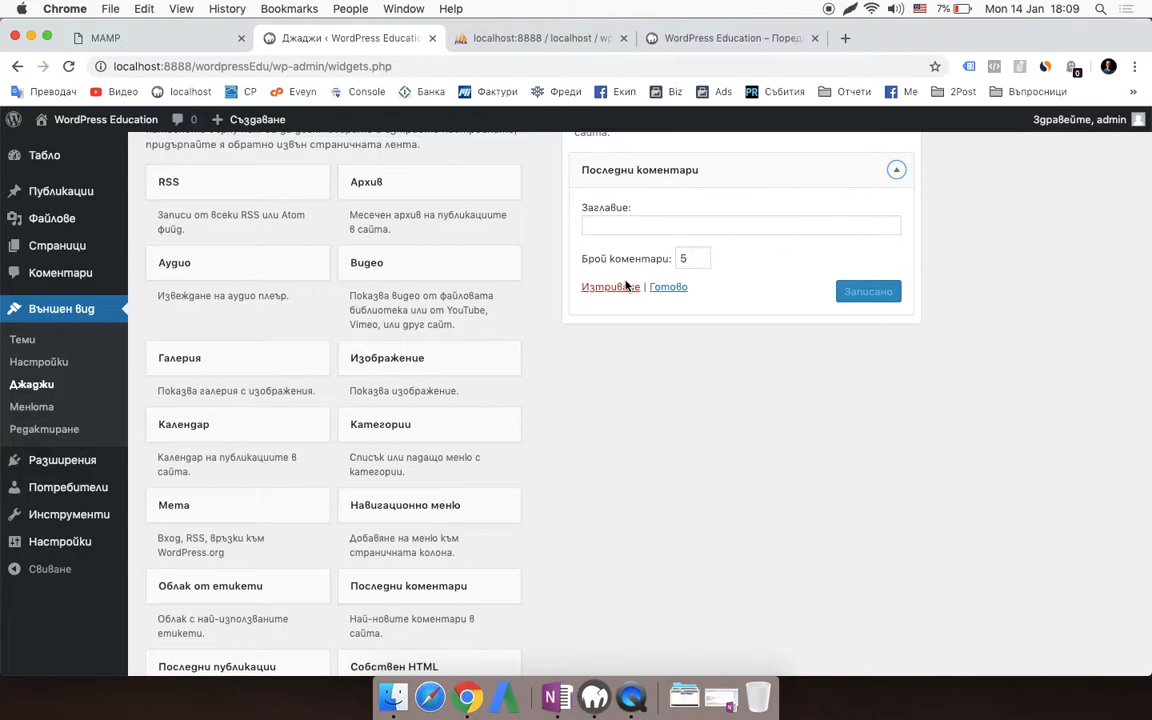 Chrome File Edit View History Bookmarks People Window Help 7% Mon 14 Jan 18:09
MAMP
Джаджи ‹ WordPress Educatio
localhost:8888 / localhost / wp
WordPress Education – Поред
localhost:8888/wordpressEdu/wp-admin/widgets.php
Преводач Видео localhost CP Eveyn Console Банка Фактури Фреди Екип Biz Ads Събития Отчети Me 2Post Въпросници »
WordPress Education 0 Създаване Здравейте, admin
Табло
Публикации
Файлове
Страници
Коментари
Външен вид
Теми
Настройки
Джаджи
Менюта
Редактиране
Разширения
Потребители
Инструменти
Настройки
Свиване
придърпайте я обратно извън страничната лента.
RSS
Записи от всеки RSS или Atom
фийд.
Архив
Месечен архив на публикациите
в сайта.
Аудио
Извеждане на аудио плеър.
Видео
Показва видео от файловата
библиотека или от YouTube,
Vimeo, или друг сайт.
Галерия
Показва галерия с изображения.
Изображение
Показва изображение.
Календар
Календар на публикациите в
сайта.
Категории
Списък или падащо меню с
категории.
Мета
Вход, RSS, връзки към
WordPress.org
Навигационно меню
Добавяне на меню към
страничната колона.
Облак от етикети
Облак с най-използваните
етикети.
Последни коментари
Най-новите коментари в
сайта.
Последни публикации
Собствен HTML
сайта.
Последни коментари
Заглавие:
Брой коментари: 5
Изтриване | Готово
Записано